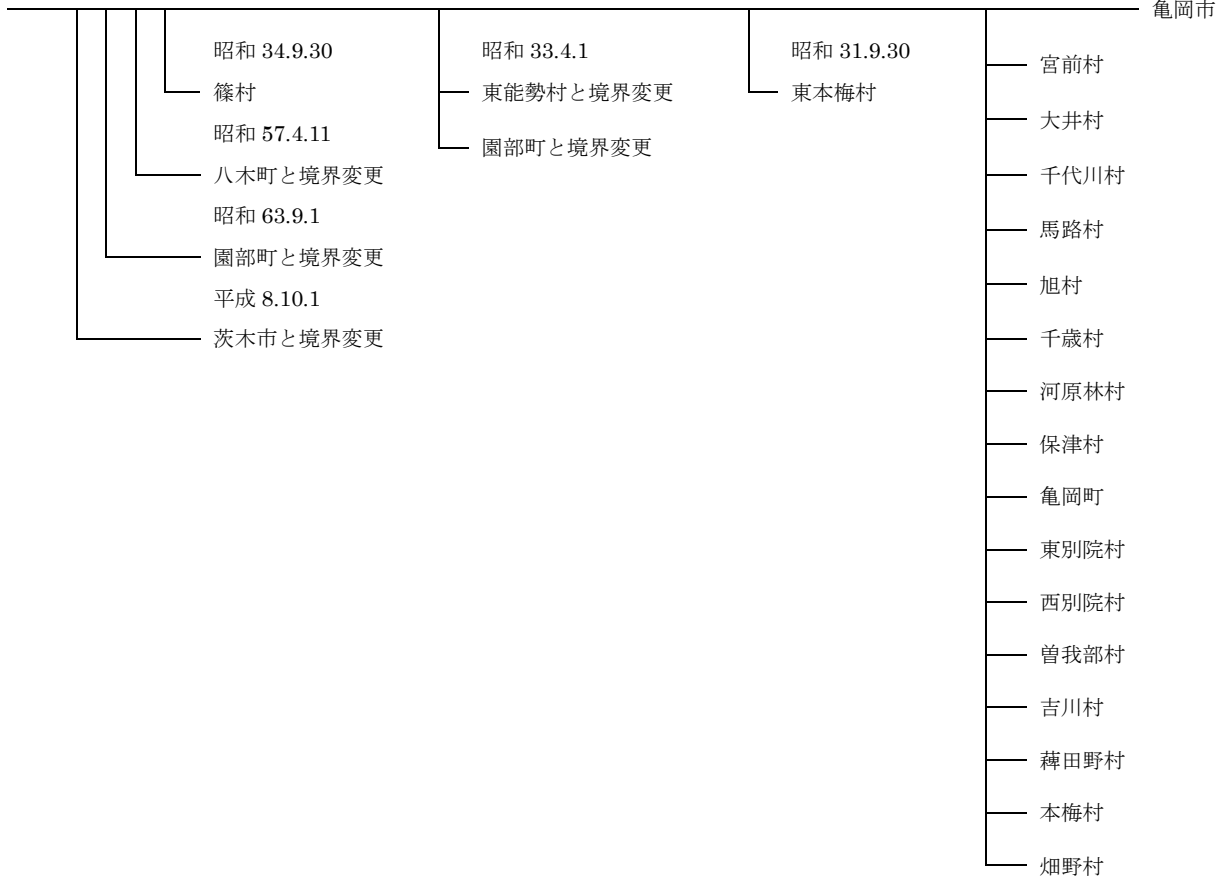 亀岡市
昭和 34.9.30
篠村
昭和 57.4.11
八木町と境界変更
昭和 63.9.1
園部町と境界変更
平成 8.10.1
茨木市と境界変更
昭和 33.4.1
東能勢村と境界変更
園部町と境界変更
昭和 31.9.30
東本梅村
宮前村
大井村
千代川村
馬路村
旭村
千歳村
河原林村
保津村
亀岡町
東別院村
西別院村
曽我部村
吉川村
薭田野村
本梅村
畑野村